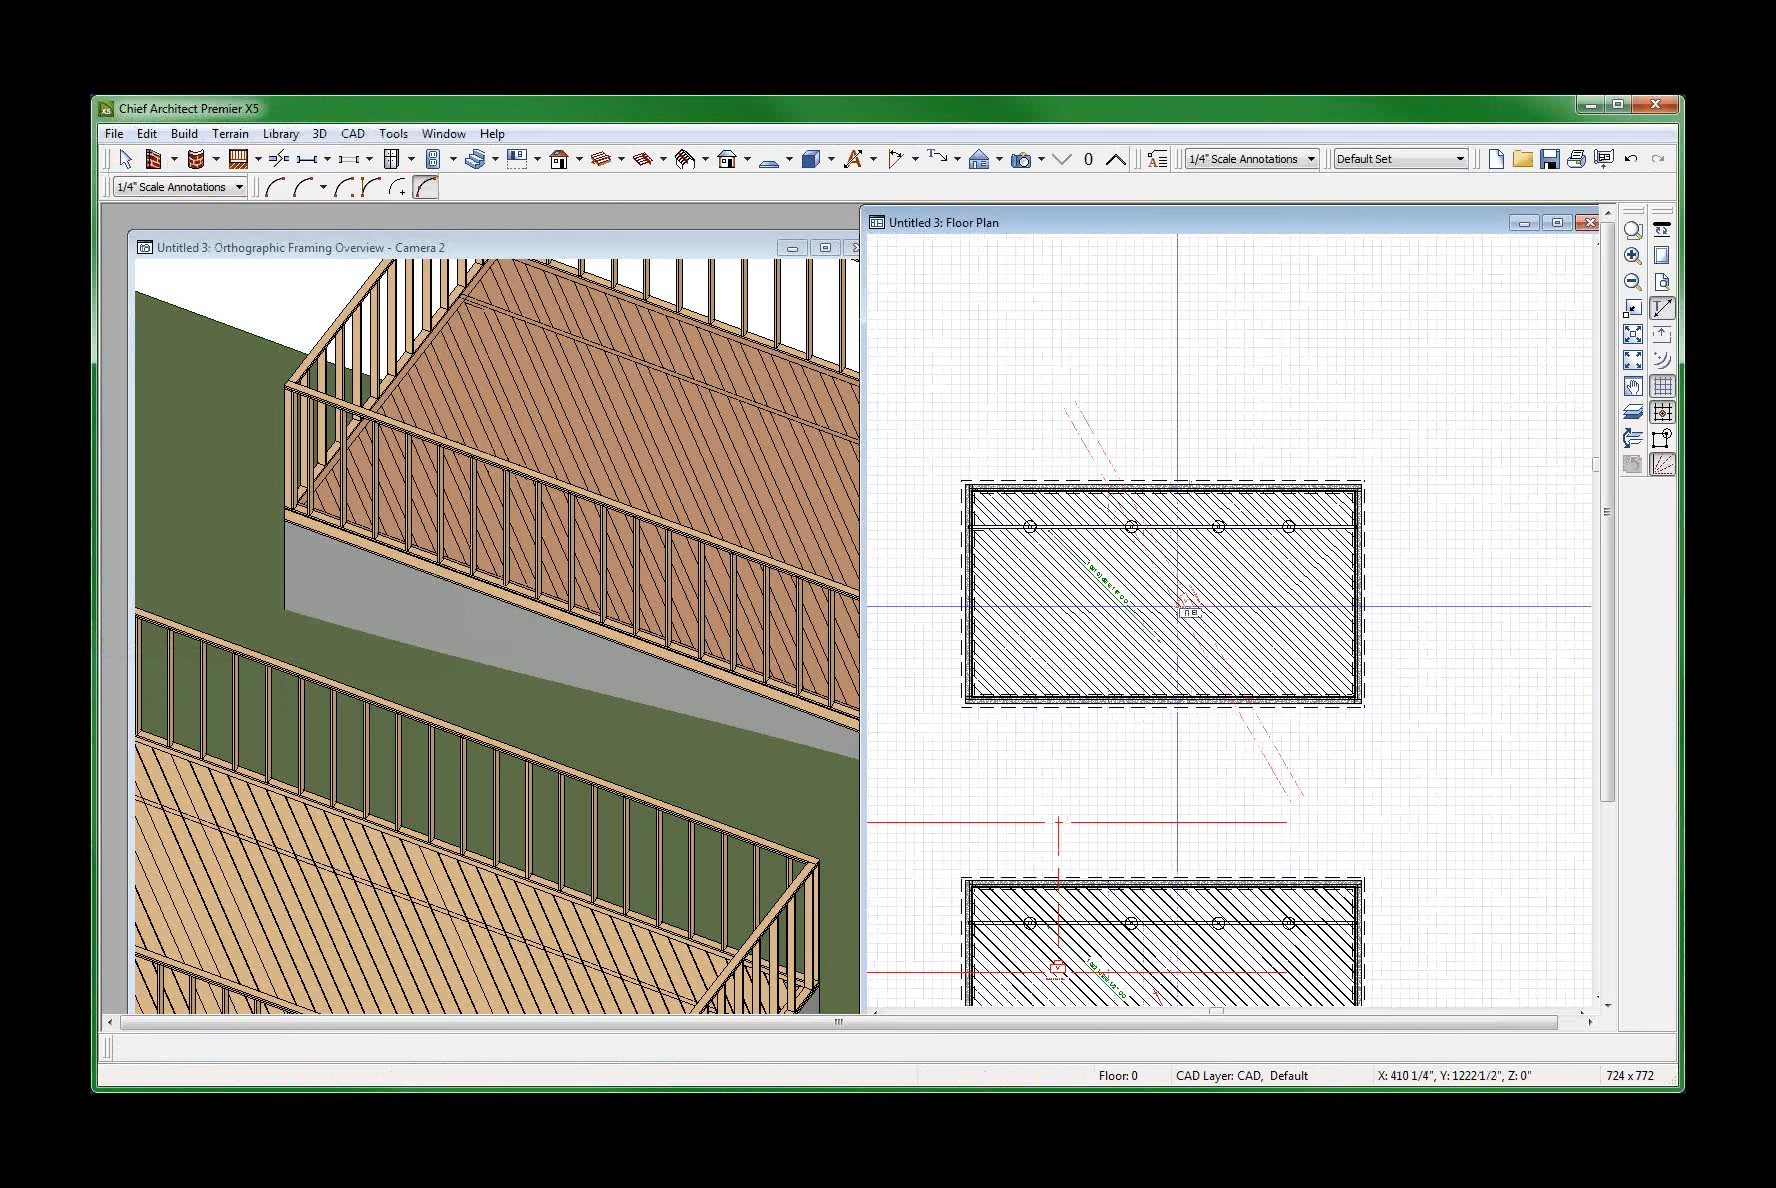 Chief Architect Premier X5
File Edit Build Terrain Library 3D CAD Tools Window Help
0 1/4" Scale Annotations Default Set
1/4" Scale Annotations
Untitled 3: Floor Plan
Untitled 3: Orthographic Framing Overview - Camera 2
Floor: 0 CAD Layer: CAD, Default X: 410 1/4", Y: 1222 1/2", Z: 0" 724 x 772